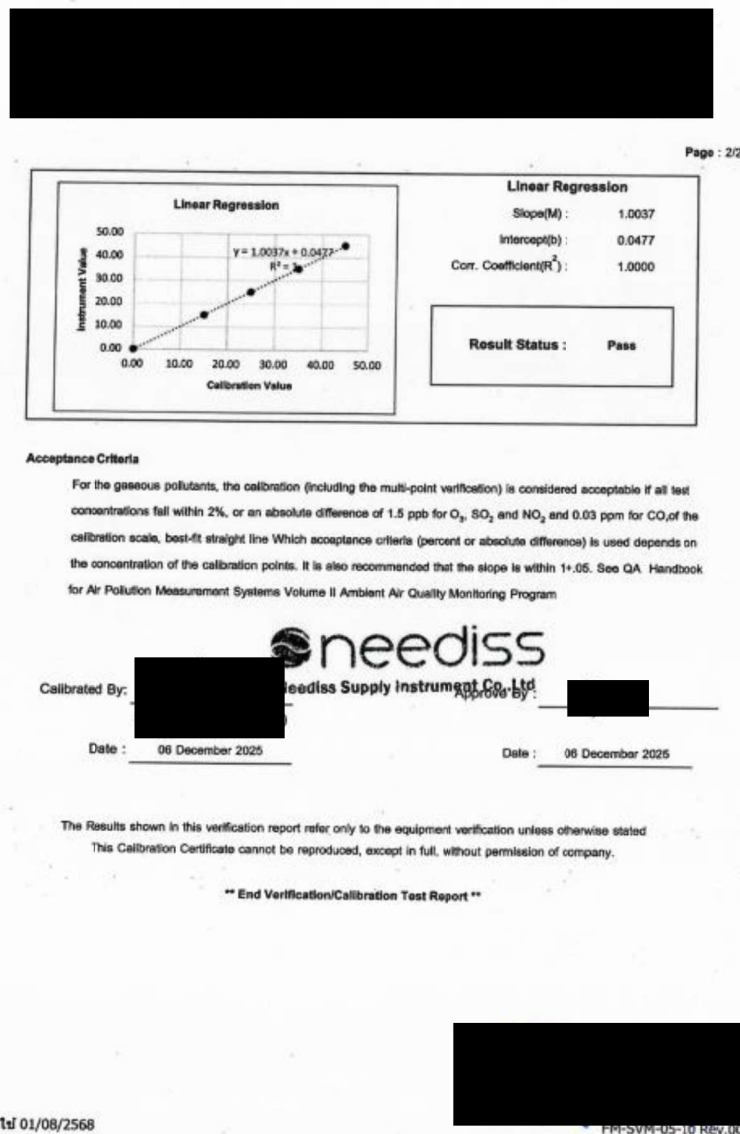 Page : 2/2
Linear Regression
50.00
40.00
30.00
20.00
10.00
0.00
Instrument Value
y = 1.0037x + 0.0477
R² = 1
0.00 10.00 20.00 30.00 40.00 50.00
Calibration Value
Linear Regression
Slope(M) : 1.0037
Intercept(b) : 0.0477
Corr. Coefficient(R²) : 1.0000
Result Status : Pass
Acceptance Criteria
For the gaseous pollutants, the calibration (including the multi-point verification) is considered acceptable if all test
concentrations fall within 2%, or an absolute difference of 1.5 ppb for O₃, SO₂ and NO₂ and 0.03 ppm for CO,of the
calibration scale, best-fit straight line Which acceptance criteria (percent or absolute difference) is used depends on
the concentration of the calibration points. It is also recommended that the slope is within 1+.05. See QA Handbook
for Air Pollution Measurement Systems Volume II Ambient Air Quality Monitoring Program
neediss
Neediss Supply Instrument Co.,Ltd
Calibrated By:
Approve By :
Date : 06 December 2025
Date : 06 December 2025
The Results shown in this verification report refer only to the equipment verification unless otherwise stated
This Calibration Certificate cannot be reproduced, except in full, without permission of company.
** End Verification/Calibration Test Report **
01/08/2568
FM-SVM-05-10 Rev.00